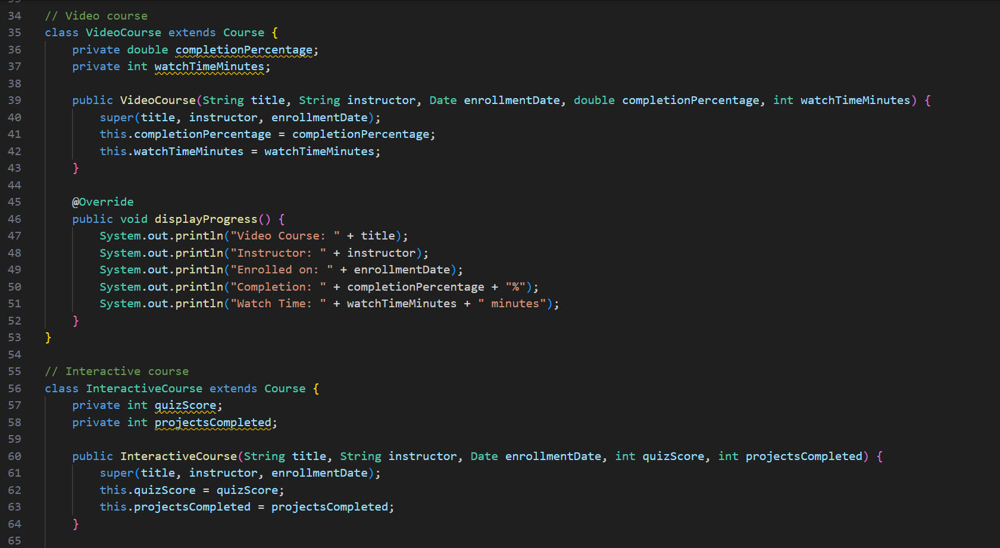 34 // Video course
35 class VideoCourse extends Course {
36     private double completionPercentage;
37     private int watchTimeMinutes;
38
39     public VideoCourse(String title, String instructor, Date enrollmentDate, double completionPercentage, int watchTimeMinutes) {
40         super(title, instructor, enrollmentDate);
41         this.completionPercentage = completionPercentage;
42         this.watchTimeMinutes = watchTimeMinutes;
43     }
44
45     @Override
46     public void displayProgress() {
47         System.out.println("Video Course: " + title);
48         System.out.println("Instructor: " + instructor);
49         System.out.println("Enrolled on: " + enrollmentDate);
50         System.out.println("Completion: " + completionPercentage + "%");
51         System.out.println("Watch Time: " + watchTimeMinutes + " minutes");
52     }
53 }
54
55 // Interactive course
56 class InteractiveCourse extends Course {
57     private int quizScore;
58     private int projectsCompleted;
59
60     public InteractiveCourse(String title, String instructor, Date enrollmentDate, int quizScore, int projectsCompleted) {
61         super(title, instructor, enrollmentDate);
62         this.quizScore = quizScore;
63         this.projectsCompleted = projectsCompleted;
64     }
65